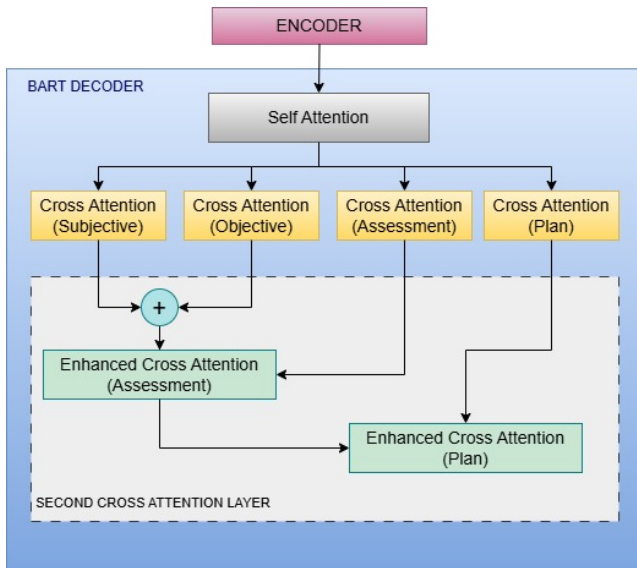 ENCODER
BART DECODER
Self Attention
Cross Attention
(Subjective)
Cross Attention
(Objective)
Cross Attention
(Assessment)
Cross Attention
(Plan)
+
Enhanced Cross Attention
(Assessment)
Enhanced Cross Attention
(Plan)
SECOND CROSS ATTENTION LAYER